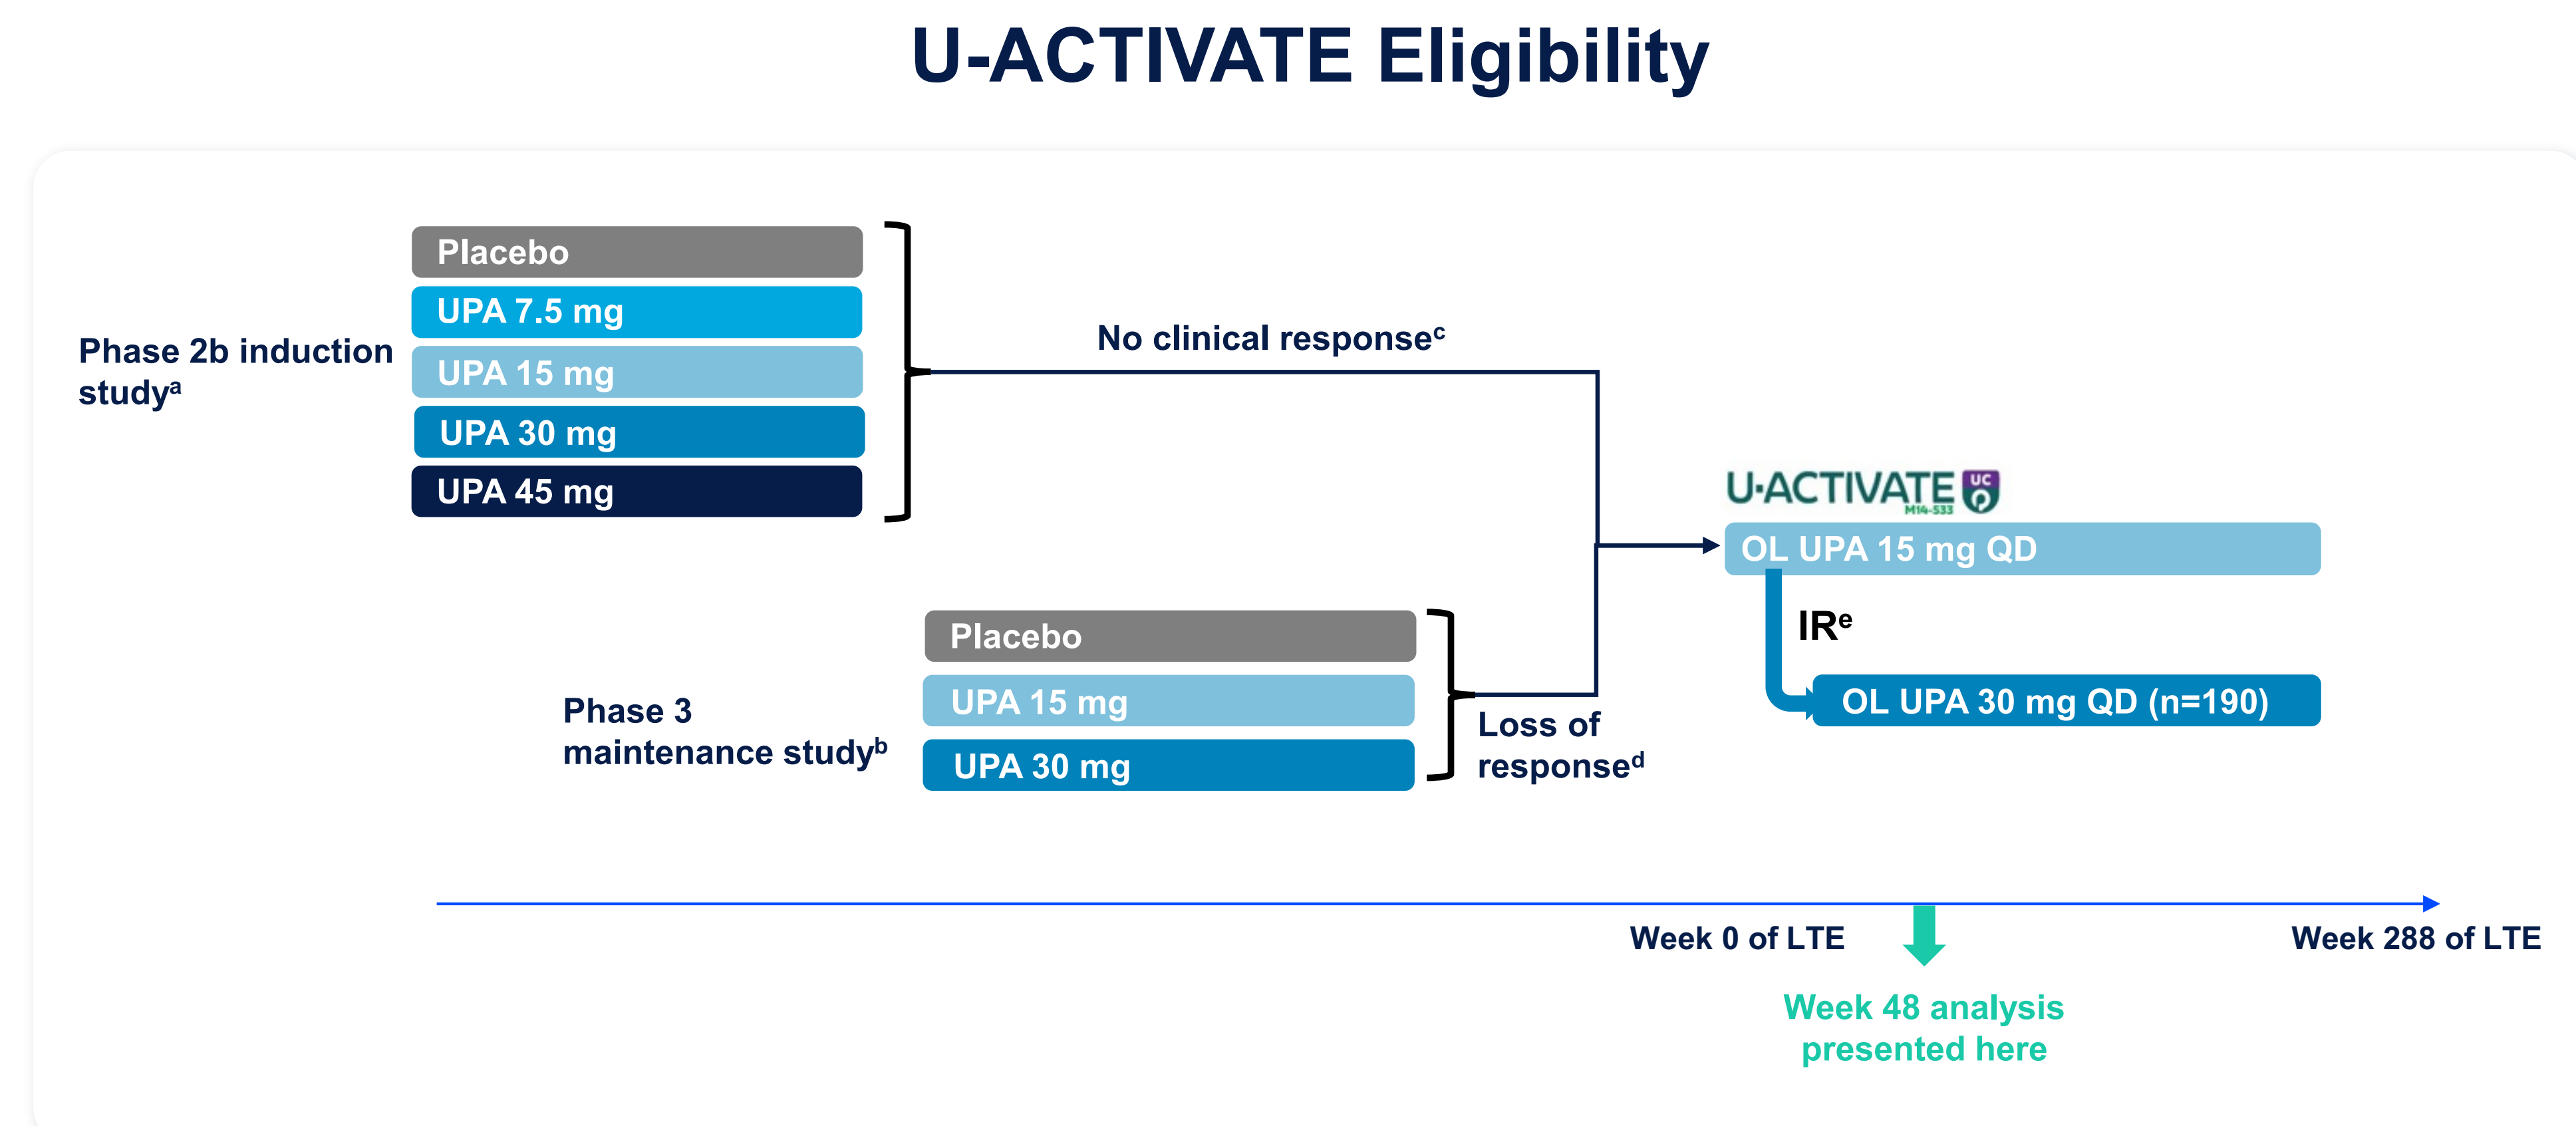 U-ACTIVATE Eligibility
Placebo
UPA 7.5 mg
UPA 15 mg
UPA 30 mg
UPA 45 mg
Phase 2b induction
studyᵃ
No clinical responseᶜ
U·ACTIVATE UC
M14-533
OL UPA 15 mg QD
IRᵉ
OL UPA 30 mg QD (n=190)
Placebo
UPA 15 mg
UPA 30 mg
Phase 3
maintenance studyᵇ
Loss of
responseᵈ
Week 0 of LTE
Week 288 of LTE
Week 48 analysis
presented here